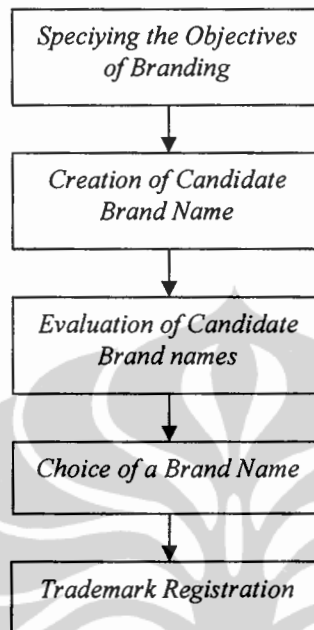 Speciying the Objectives
of Branding
Creation of Candidate
Brand Name
Evaluation of Candidate
Brand names
Choice of a Brand Name
Trademark Registration